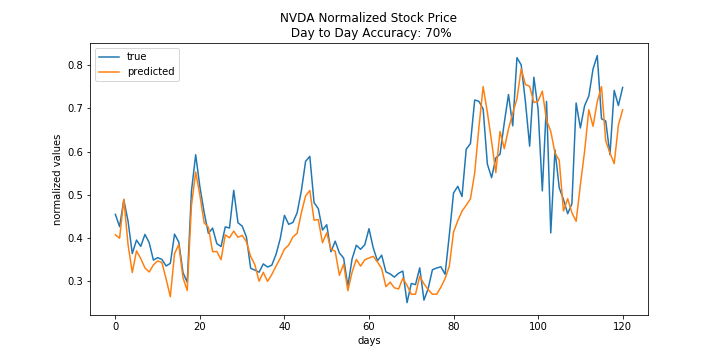 NVDA Normalized Stock Price
Day to Day Accuracy: 70%
true
predicted
normalized values
0.8
0.7
0.6
0.5
0.4
0.3
0 20 40 60 80 100 120
days